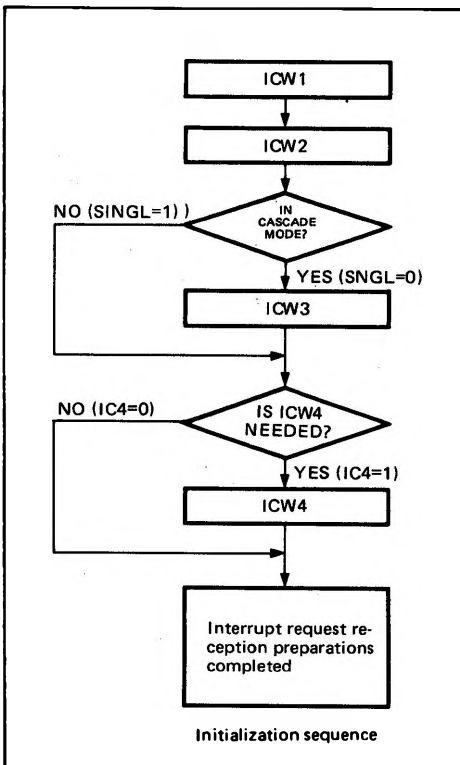 ICW1
ICW2
IN
CASCADE
MODE?
NO (SINGL=1) )
YES (SNGL=0)
ICW3
NO (IC4=0)
IS ICW4
NEEDED?
YES (IC4=1)
ICW4
Interrupt request re-
ception preparations
completed
Initialization sequence